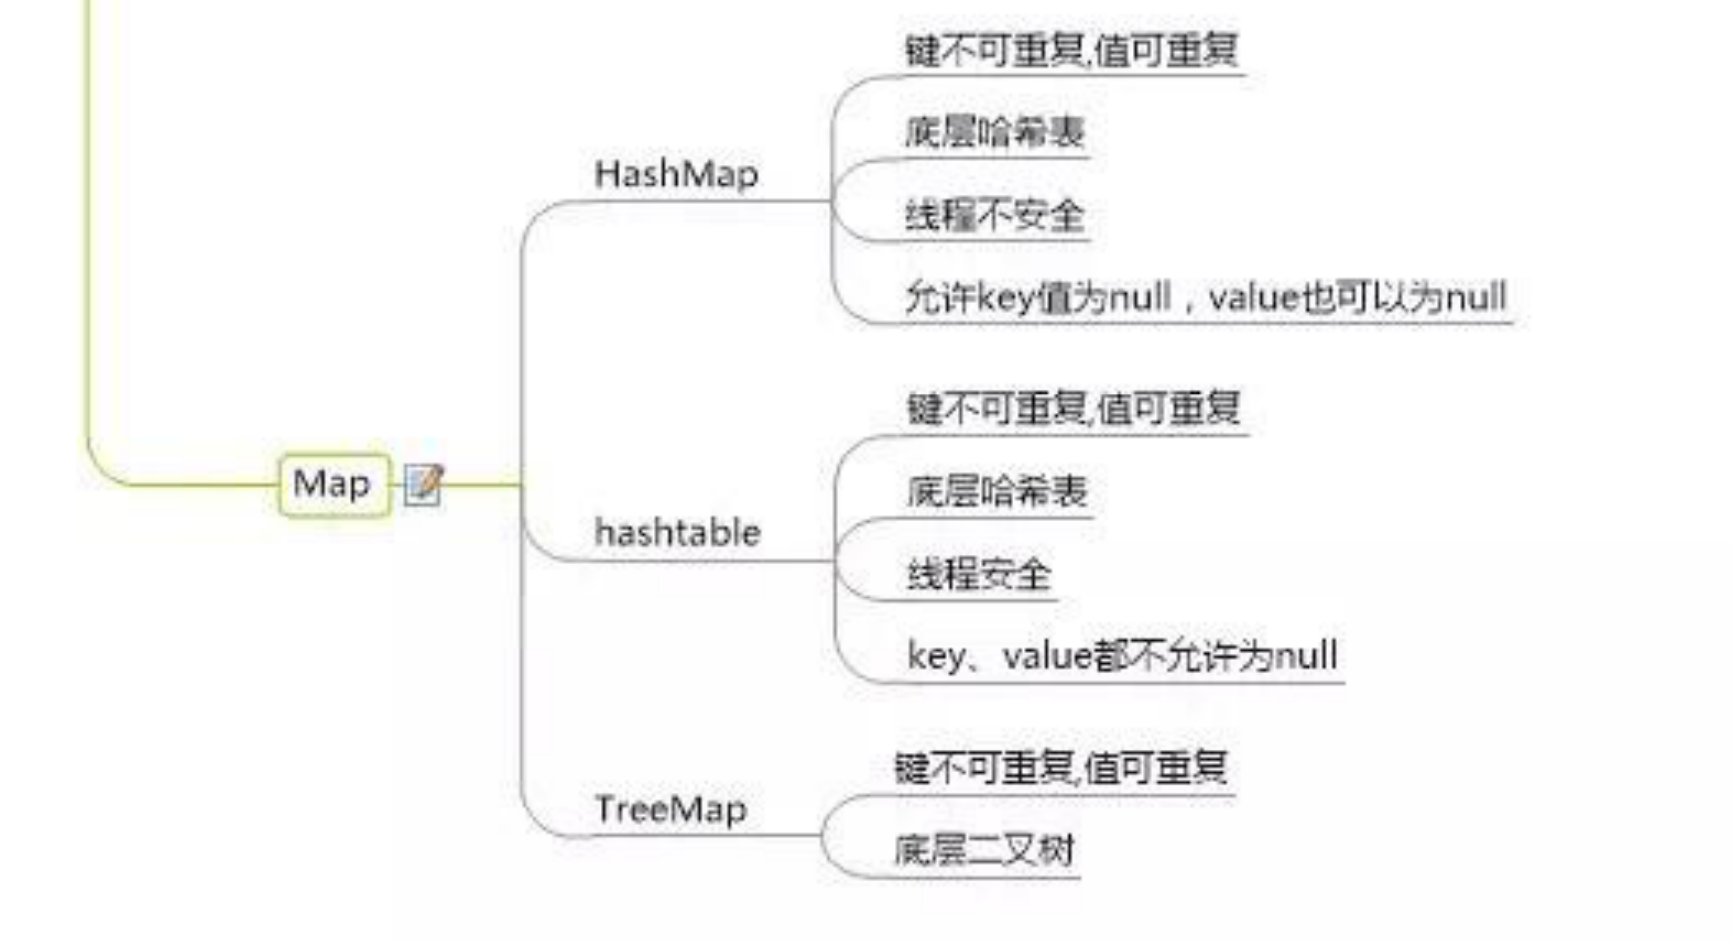 键不可重复,值可重复
底层哈希表
HashMap
线程不安全
允许key值为null，value也可以为null
键不可重复,值可重复
底层哈希表
Map
hashtable
线程安全
key、value都不允许为null
键不可重复,值可重复
TreeMap
底层二叉树